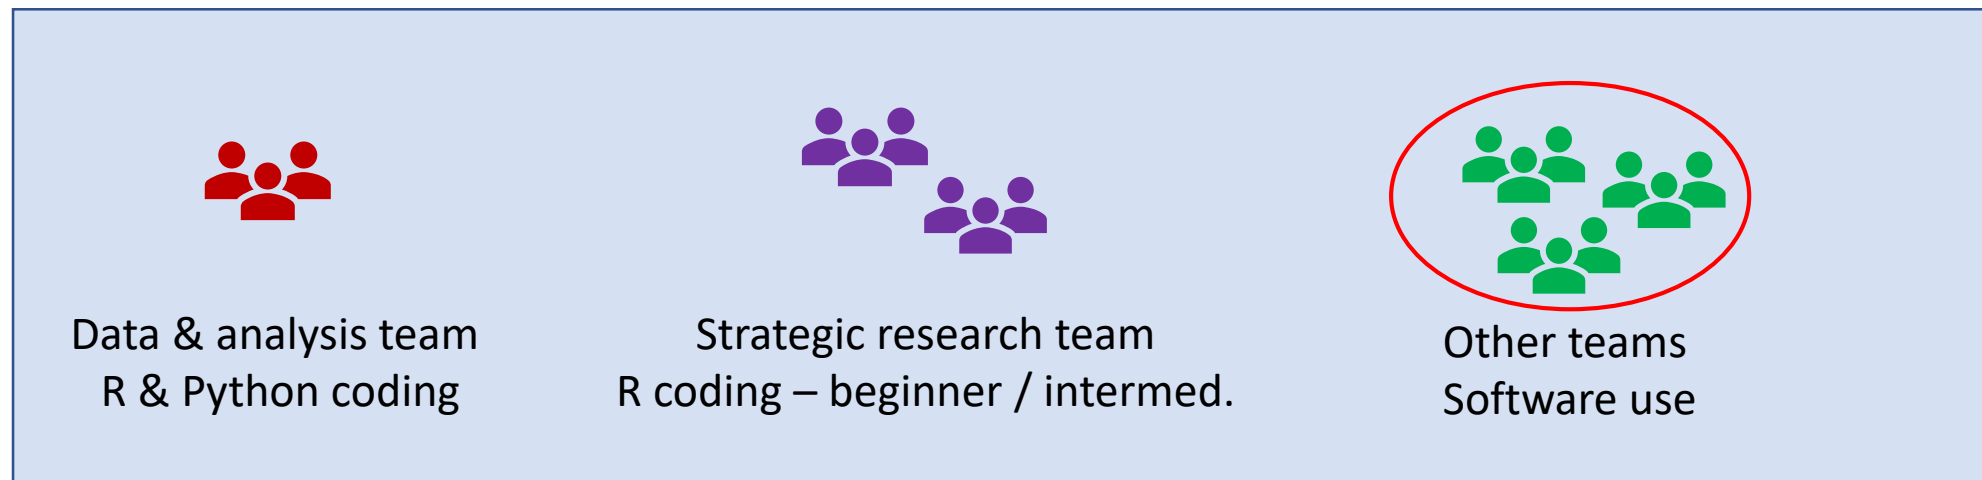 Data & analysis team
R & Python coding
Strategic research team
R coding – beginner / intermed.
Other teams
Software use